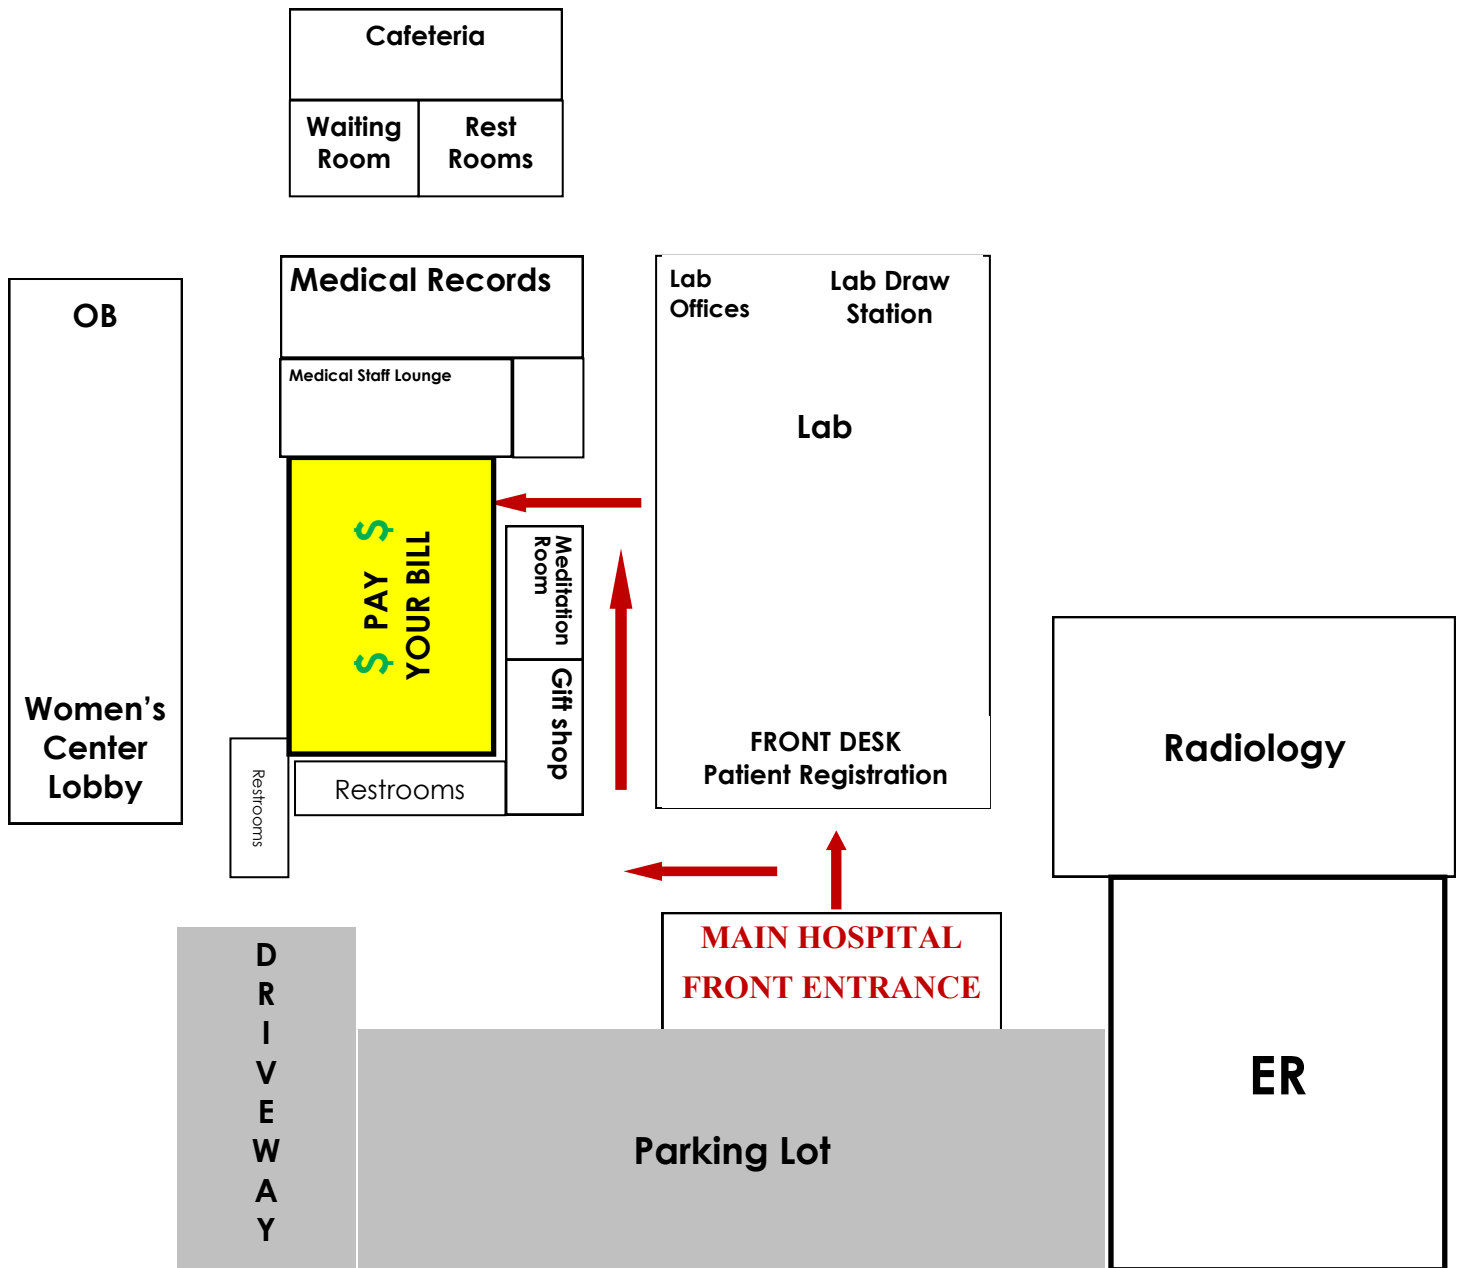 Cafeteria
Waiting
Room
Rest
Rooms
OB
Women's
Center
Lobby
Medical Records
Medical Staff Lounge
$ PAY $
YOUR BILL
Meditation
Room
Gift shop
Restrooms
Restrooms
Lab
Offices
Lab Draw
Station
Lab
FRONT DESK
Patient Registration
Radiology
MAIN HOSPITAL
FRONT ENTRANCE
ER
D
R
I
V
E
W
A
Y
Parking Lot